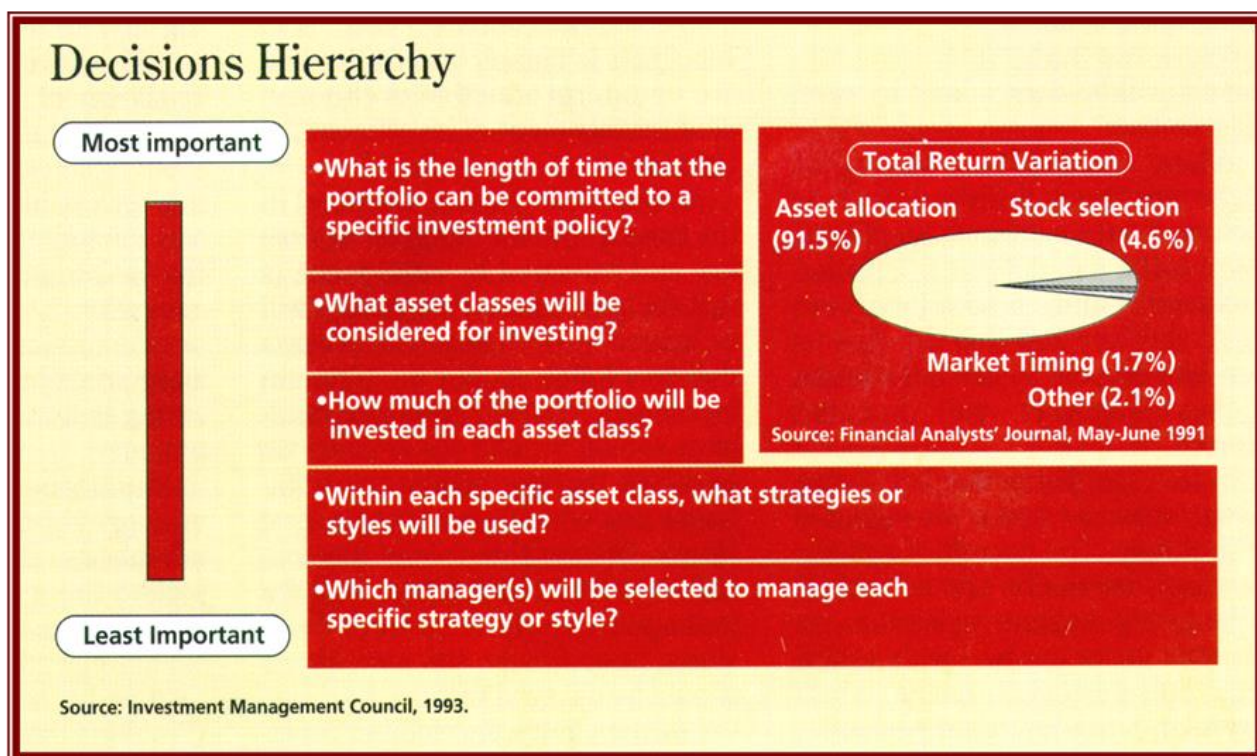 Decisions Hierarchy
Most important
•What is the length of time that the
portfolio can be committed to a
specific investment policy?
•What asset classes will be
considered for investing?
•How much of the portfolio will be
invested in each asset class?
•Within each specific asset class, what strategies or
styles will be used?
•Which manager(s) will be selected to manage each
specific strategy or style?
Least Important
Total Return Variation
Asset allocation
(91.5%)
Stock selection
(4.6%)
Market Timing (1.7%)
Other (2.1%)
Source: Financial Analysts' Journal, May-June 1991
Source: Investment Management Council, 1993.